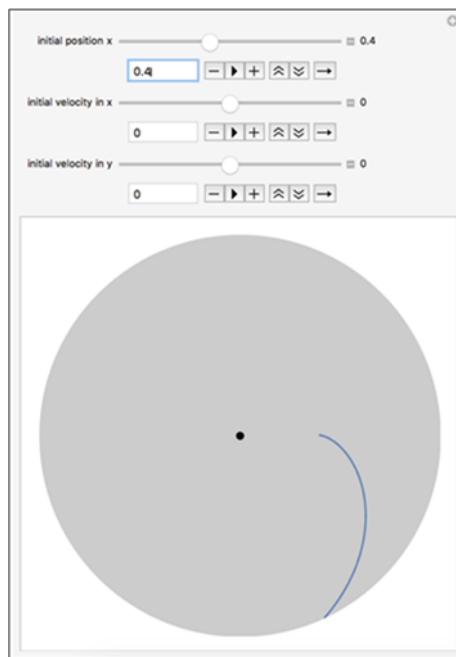 initial position x 0.4
0.4
initial velocity in x 0
0
initial velocity in y 0
0